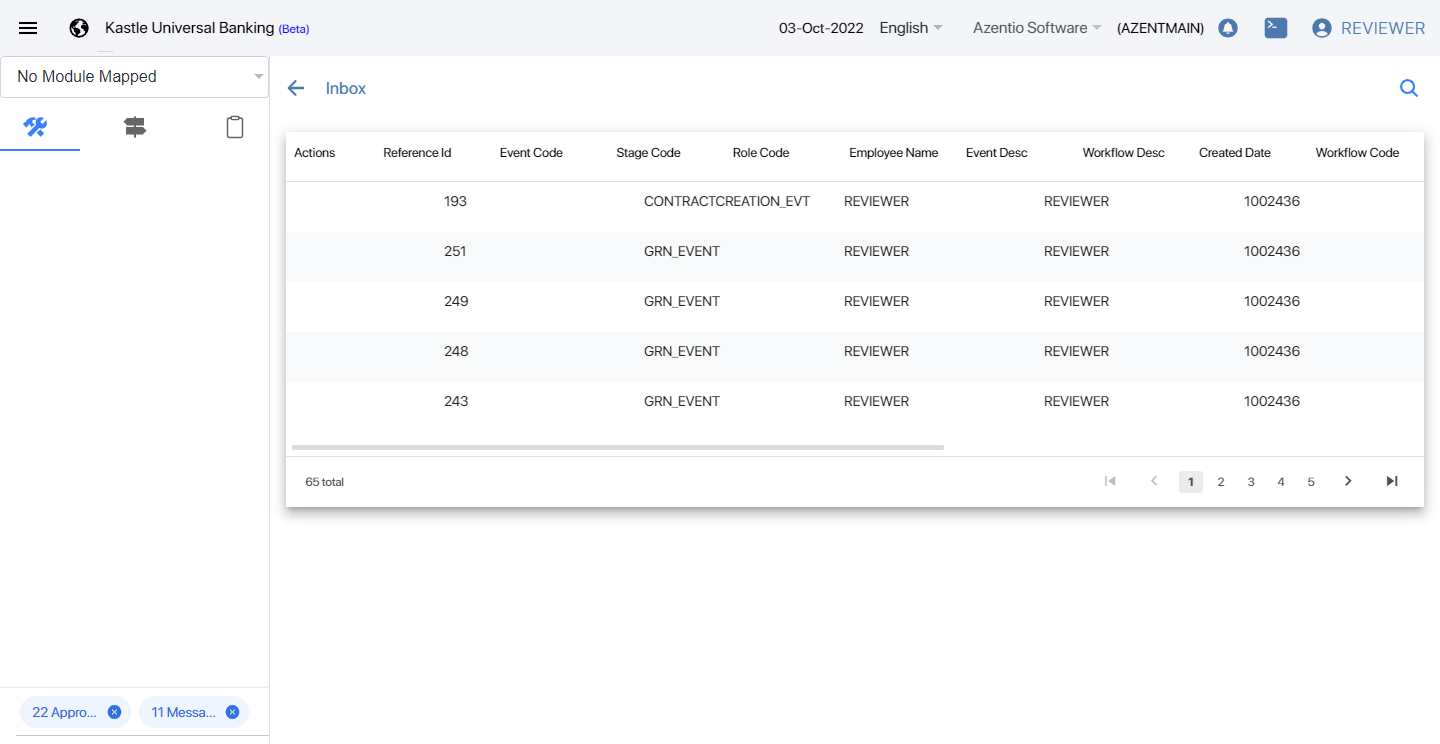 Kastle Universal Banking (Beta) 03-Oct-2022 English Azentio Software (AZENTMAIN) REVIEWER
No Module Mapped
Inbox
Actions Reference Id Event Code Stage Code Role Code Employee Name Event Desc Workflow Desc Created Date Workflow Code
193 CONTRACTCREATION_EVT REVIEWER REVIEWER 1002436
251 GRN_EVENT REVIEWER REVIEWER 1002436
249 GRN_EVENT REVIEWER REVIEWER 1002436
248 GRN_EVENT REVIEWER REVIEWER 1002436
243 GRN_EVENT REVIEWER REVIEWER 1002436
65 total 1 2 3 4 5
22 Appro... 11 Messa...